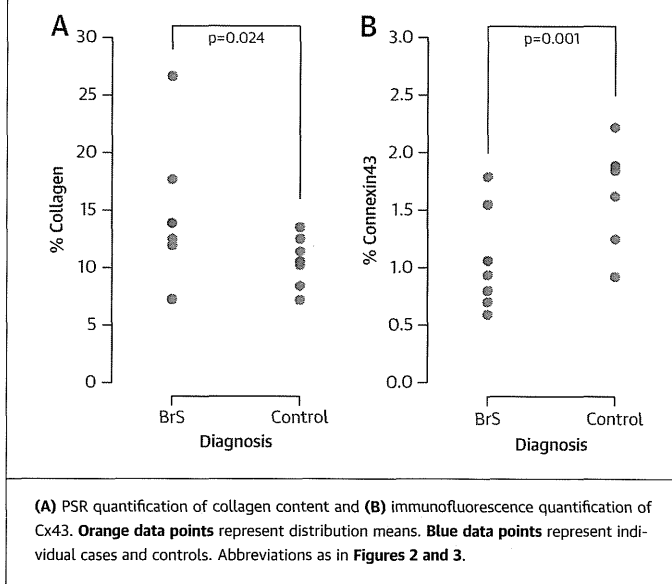 A
B
p=0.024
p=0.001
30
25
20
15
10
5
0
% Collagen
BrS
Control
Diagnosis
3.0
2.5
2.0
1.5
1.0
0.5
0.0
% Connexin43
BrS
Control
Diagnosis
(A) PSR quantification of collagen content and (B) immunofluorescence quantification of
Cx43. Orange data points represent distribution means. Blue data points represent indi-
vidual cases and controls. Abbreviations as in Figures 2 and 3.